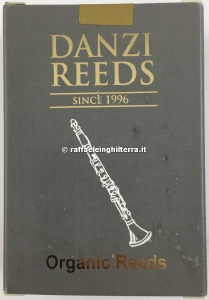 DANZI
REEDS
SINCE 1996
© raffaeleinghilterra.it
Organic Reeds